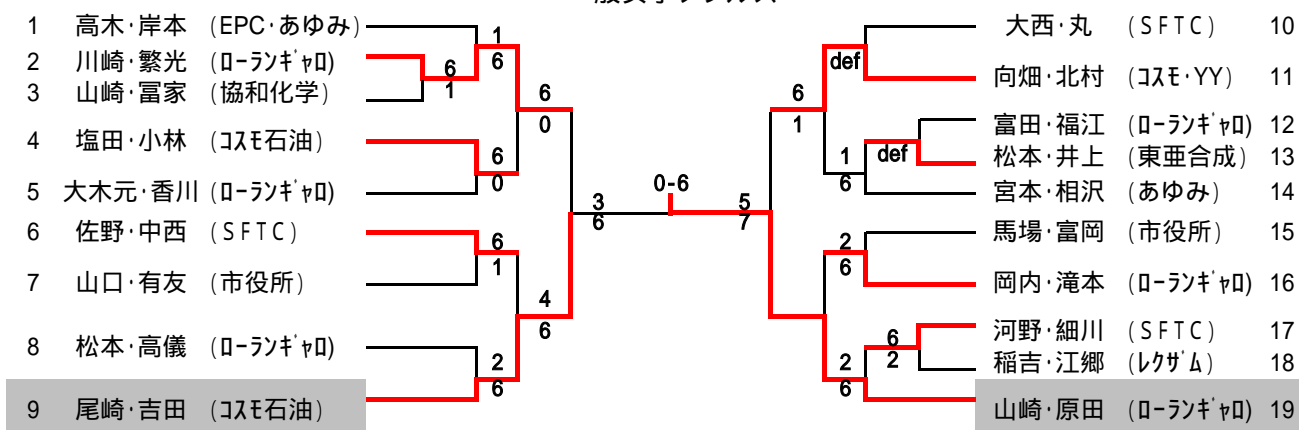 1 高木･岸本 (EPC･あゆみ)
2 川崎･繁光 (ﾛｰﾗﾝｷﾞｬﾛ)
3 山崎･冨家 (協和化学)
4 塩田･小林 (ｺｽﾓ石油)
5 大木元･香川 (ﾛｰﾗﾝｷﾞｬﾛ)
6 佐野･中西 (SFTC)
7 山口･有友 (市役所)
8 松本･高儀 (ﾛｰﾗﾝｷﾞｬﾛ)
9 尾崎･吉田 (ｺｽﾓ石油)
6
1
1
6
6
0
6
1
2
6
6
0
4
6
3
6
0-6
5
7
6
1
def
1
6
def
2
6
6
2
2
6
大西･丸 (SFTC) 10
向畑･北村 (ｺｽﾓ･YY) 11
富田･福江 (ﾛｰﾗﾝｷﾞｬﾛ) 12
松本･井上 (東亜合成) 13
宮本･相沢 (あゆみ) 14
馬場･富岡 (市役所) 15
岡内･滝本 (ﾛｰﾗﾝｷﾞｬﾛ) 16
河野･細川 (SFTC) 17
稲吉･江郷 (ﾚｸｻﾞﾑ) 18
山崎･原田 (ﾛｰﾗﾝｷﾞｬﾛ) 19